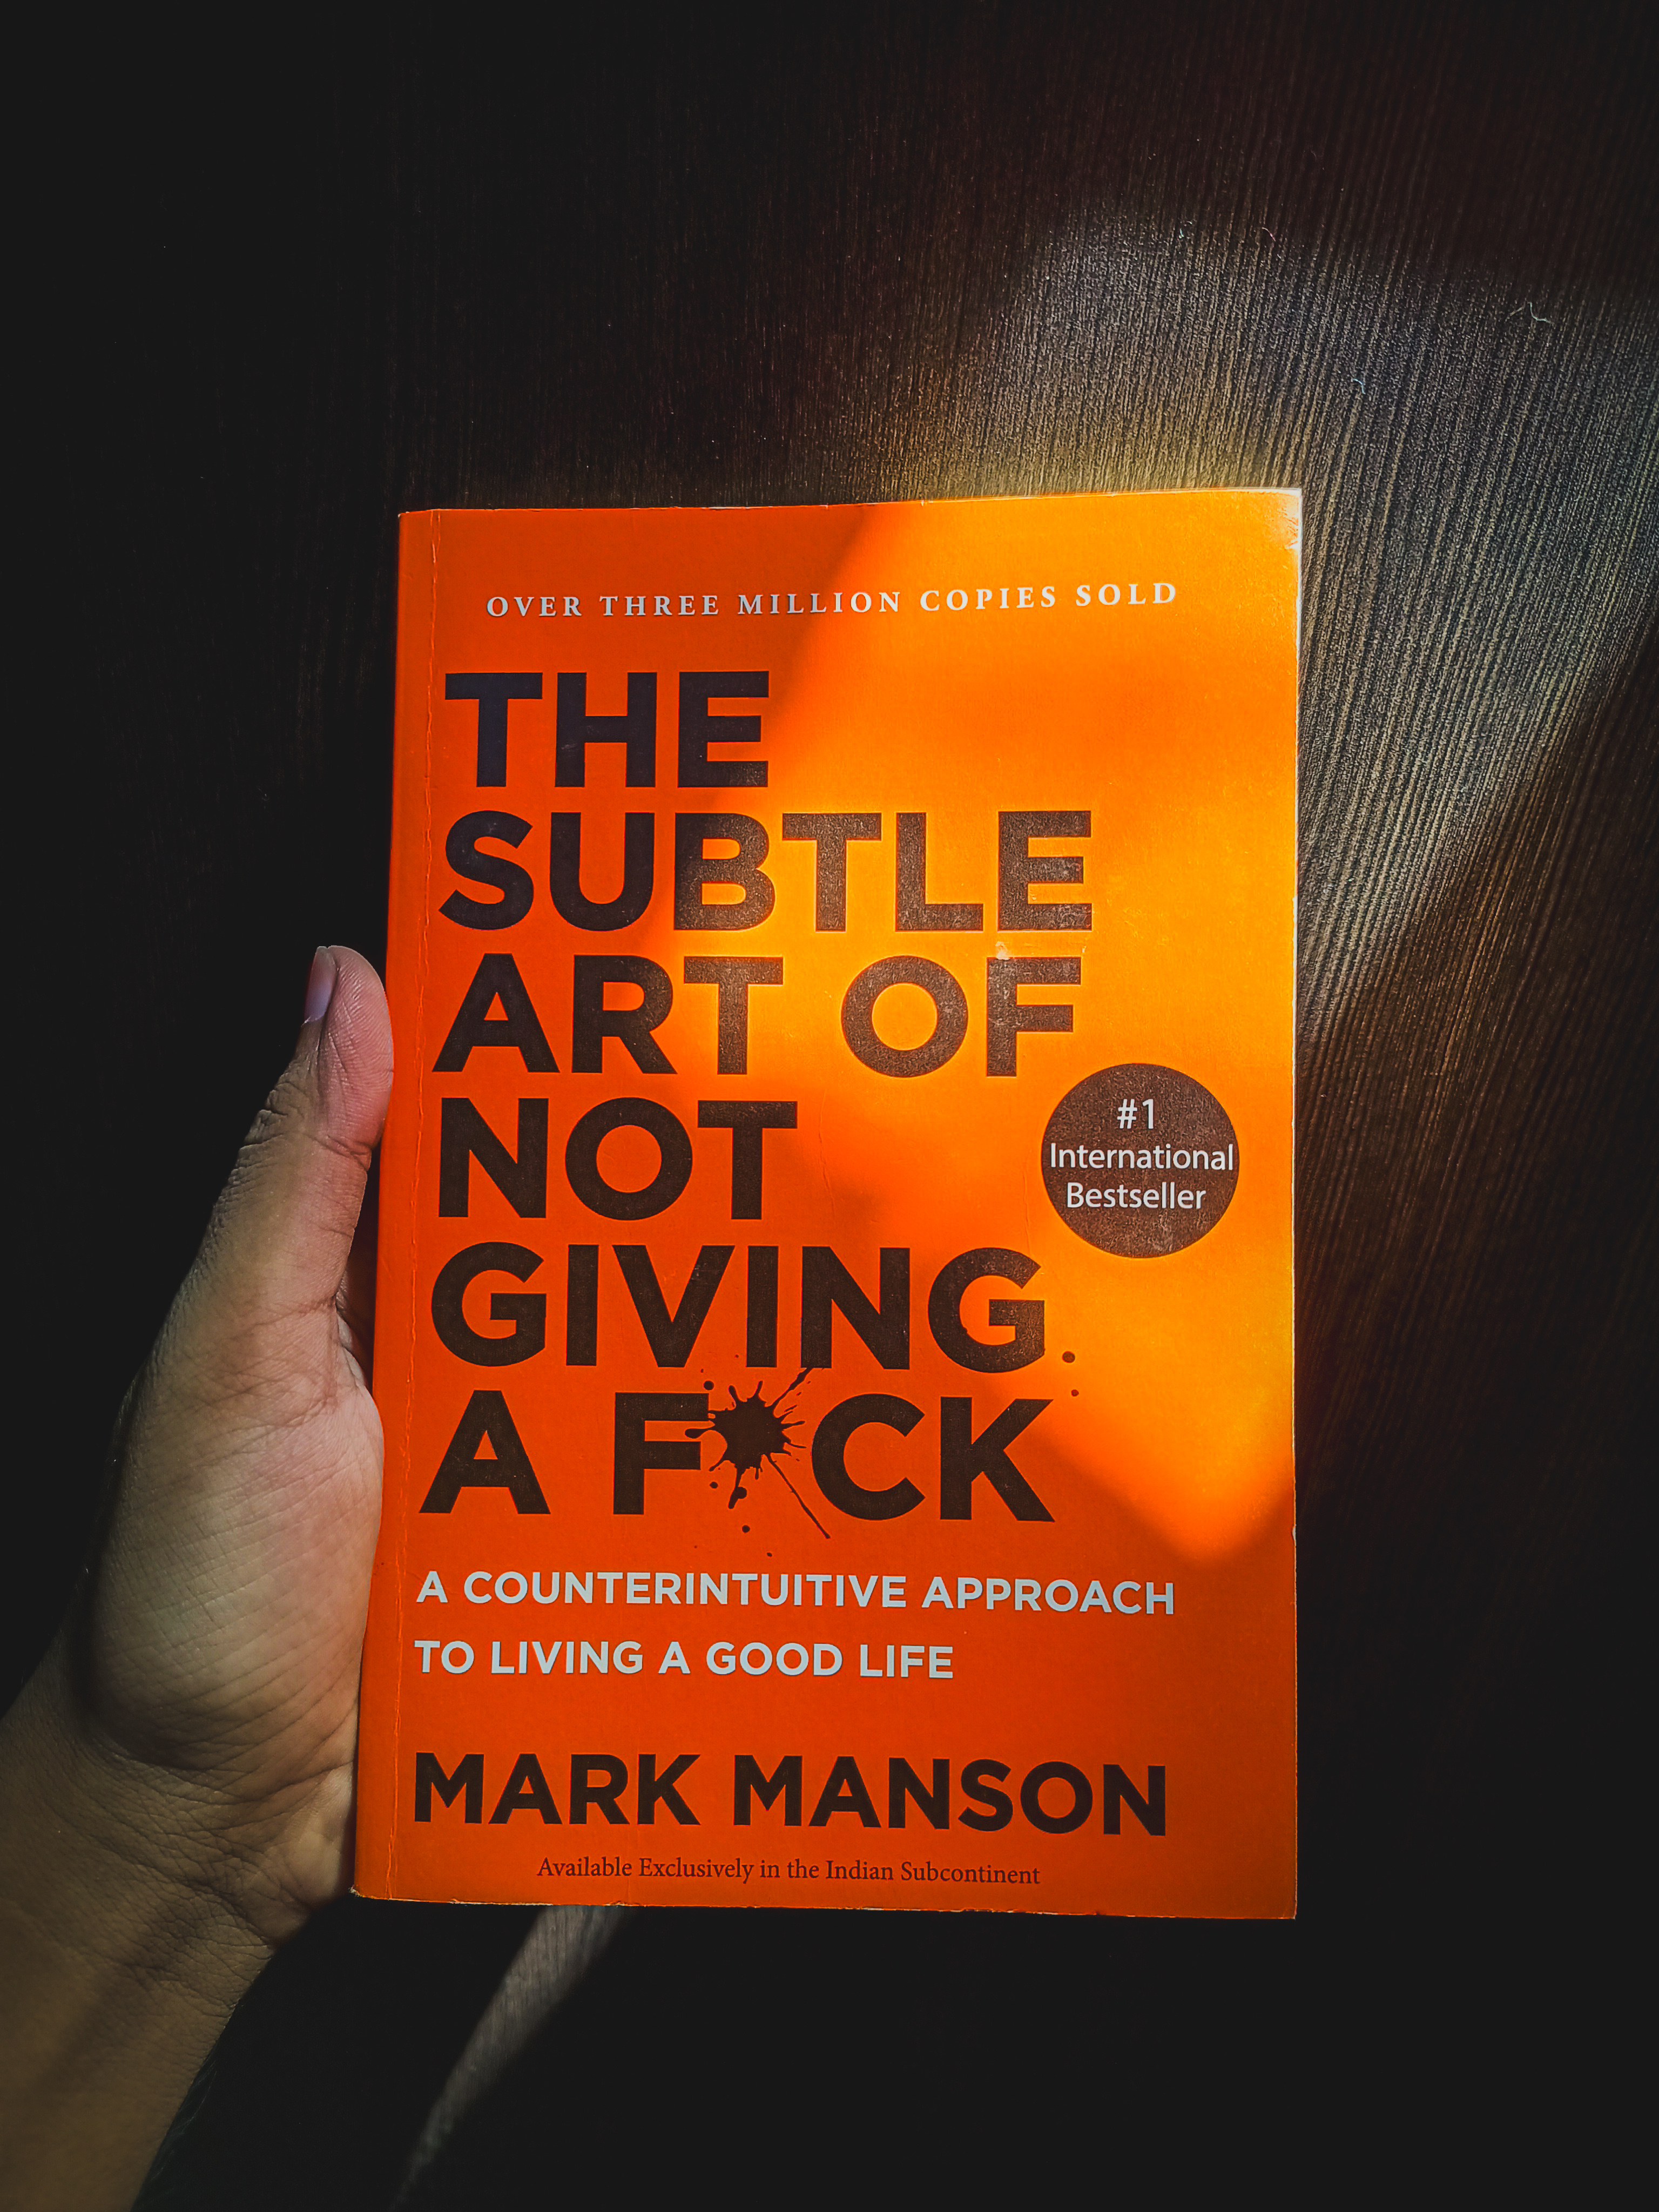 OVER THREE MILLION COPIES SOLD
THE
SUBTLE
ART OF
NOT
GIVING
A F*CK
#1
International
Bestseller
A COUNTERINTUITIVE APPROACH
TO LIVING A GOOD LIFE
MARK MANSON
Available Exclusively in the Indian Subcontinent